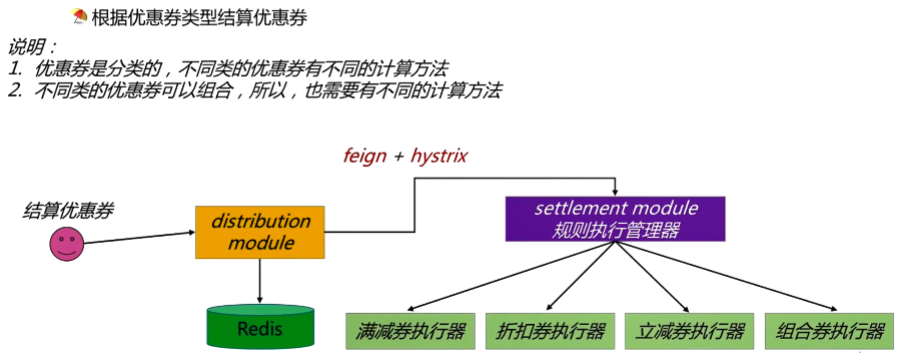 根据优惠券类型结算优惠券
说明：
1. 优惠券是分类的，不同类的优惠券有不同的计算方法
2. 不同类的优惠券可以组合，所以，也需要有不同的计算方法
feign + hystrix
结算优惠券
distribution
module
settlement module
规则执行管理器
Redis
满减券执行器
折扣券执行器
立减券执行器
组合券执行器